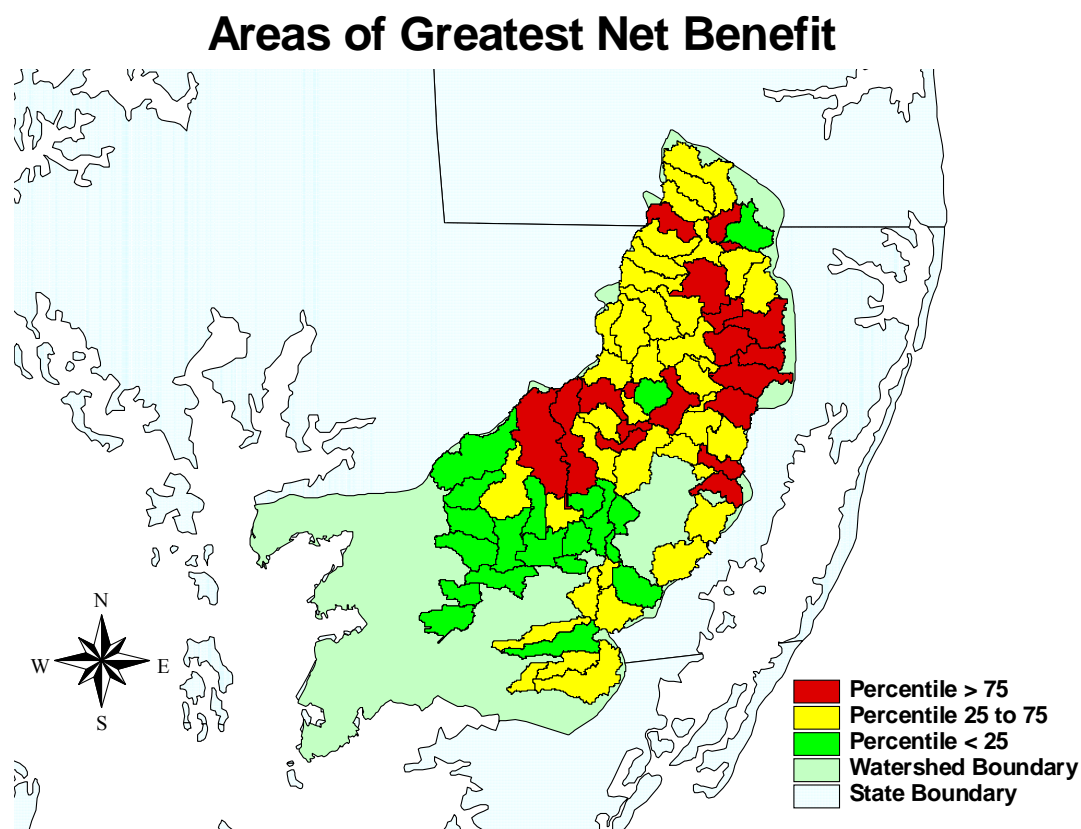 Areas of Greatest Net Benefit
N
W E
S
Percentile > 75
Percentile 25 to 75
Percentile < 25
Watershed Boundary
State Boundary